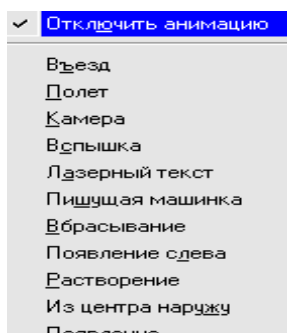 Отключить анимацию
Въезд
Полет
Камера
Вспышка
Лазерный текст
Пишущая машинка
Вбрасывание
Появление слева
Растворение
Из центра наружу